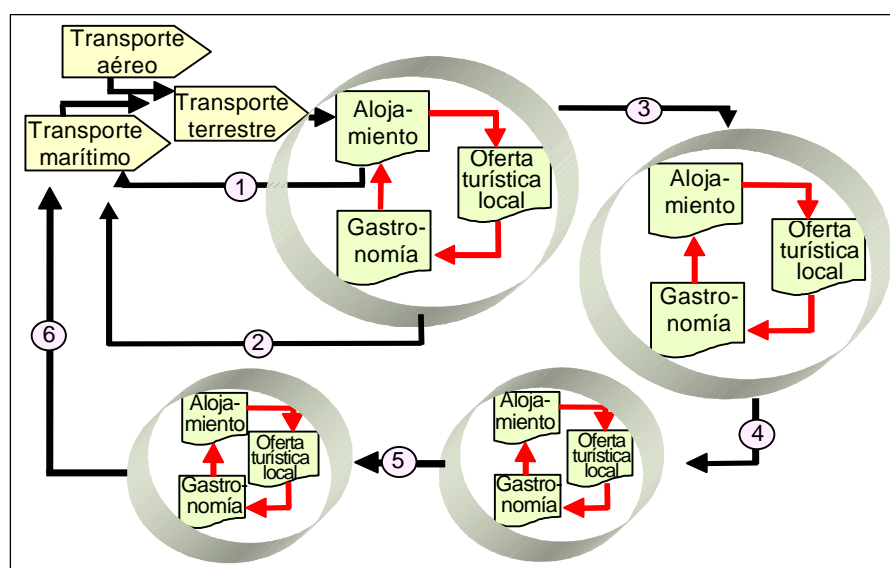 Transporte
aéreo
Transporte
terrestre
Transporte
marítimo
Aloja-
miento
Oferta
turística
local
Gastro-
nomía
1
2
3
Aloja-
miento
Oferta
turística
local
Gastro-
nomía
4
Aloja-
miento
Oferta
turística
local
Gastro-
nomía
5
Aloja-
miento
Oferta
turística
local
Gastro-
nomía
6